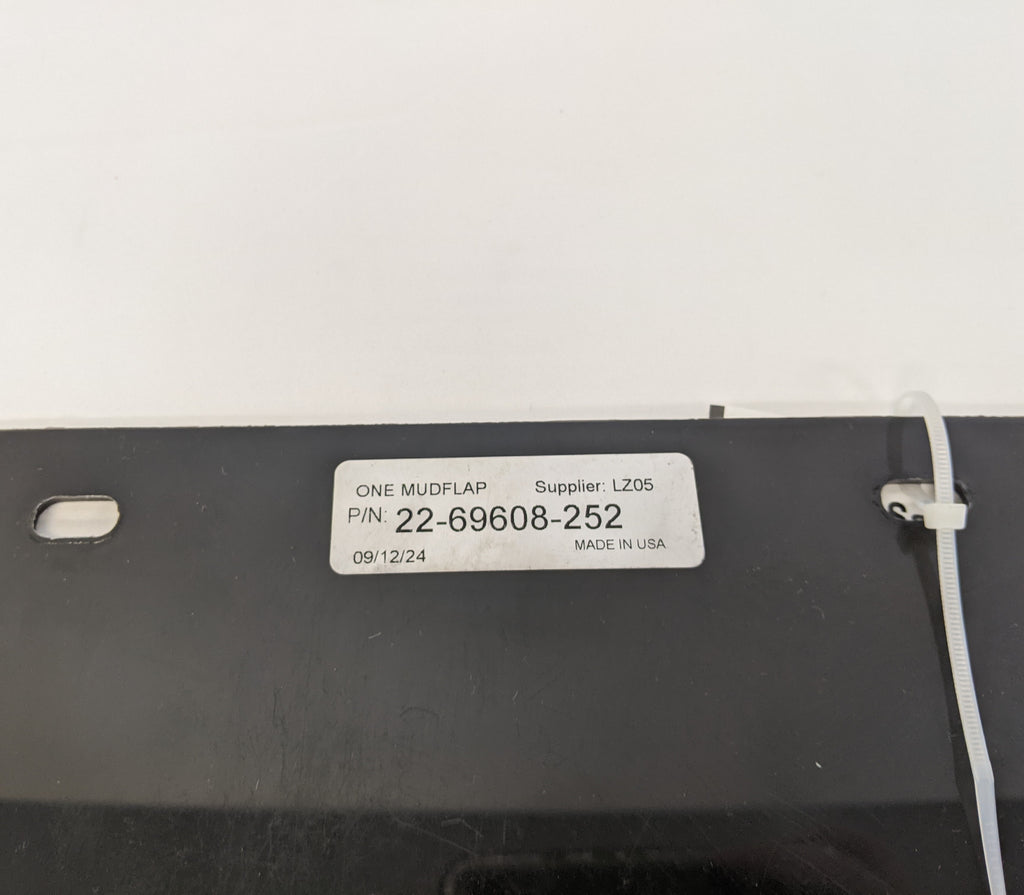 ONE MUDFLAP Supplier: LZ05
P/N: 22-69608-252
09/12/24 MADE IN USA